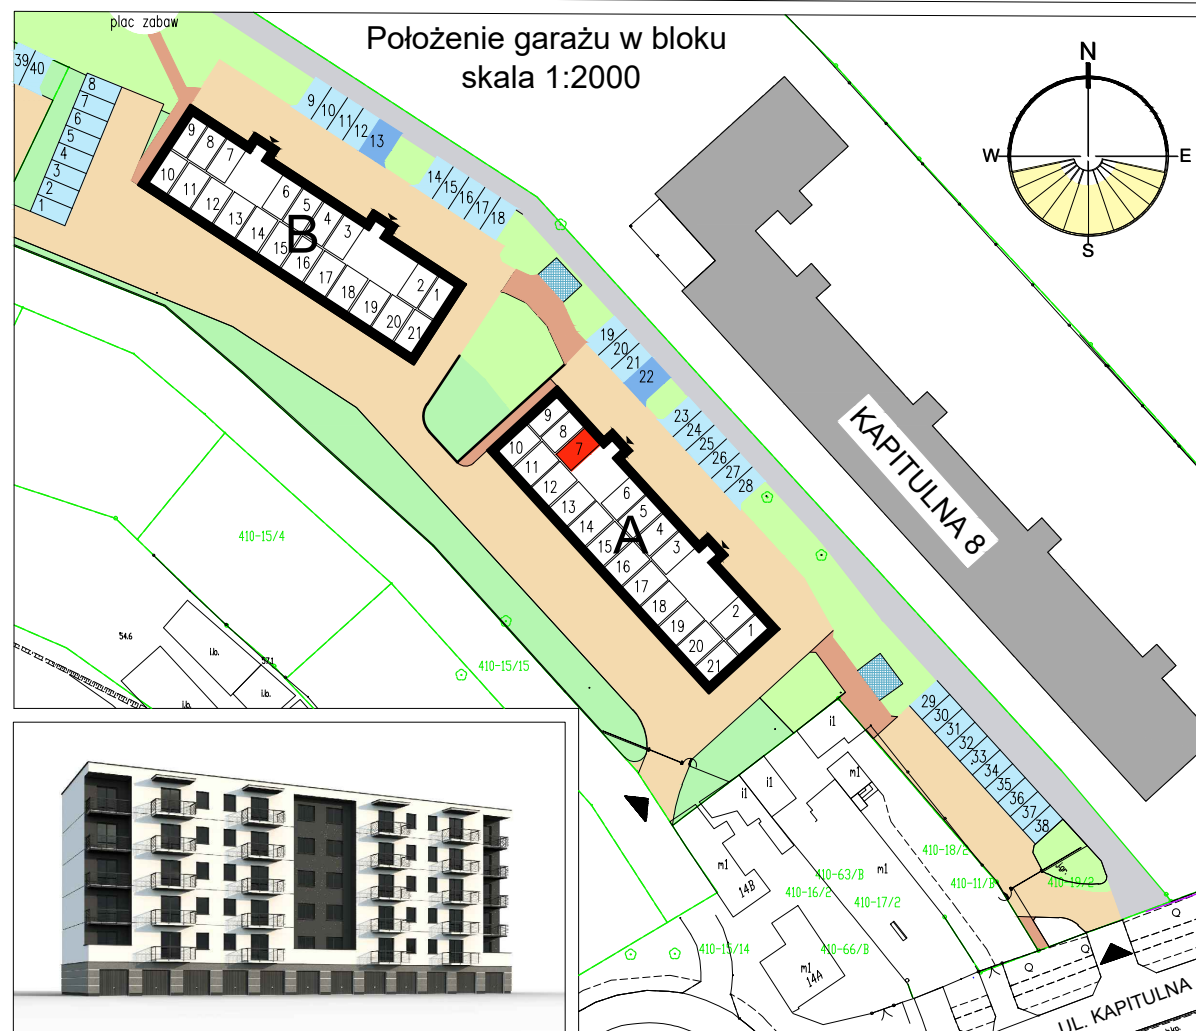 plac zabaw
Położenie garażu w bloku
skala 1:2000
N
W
E
S
39 40
8
7
6
5
4
3
2
1
9 10 11 12 13
14 15 16 17 18
9 8 7 6 5 4 3 2 1
B
10 11 12 13 14 15 16 17 18 19 20 21
19 20 21 22
23 24 25 26 27 28
9 8 7 6 5 4 3 2 1
A
10 11 12 13 14 15 16 17 18 19 20 21
KAPITULNA 8
410-15/4
410-15/15
54.6
i1
i1
i1
m1
m1
m1
14B
m1
14A
29 30 31 32 33 34 35 36 37 38
410-18/2
410-63/B
410-16/2
410-17/2
410-11/B
410-19/2
410-15/14
410-66/B
UL. KAPITULNA